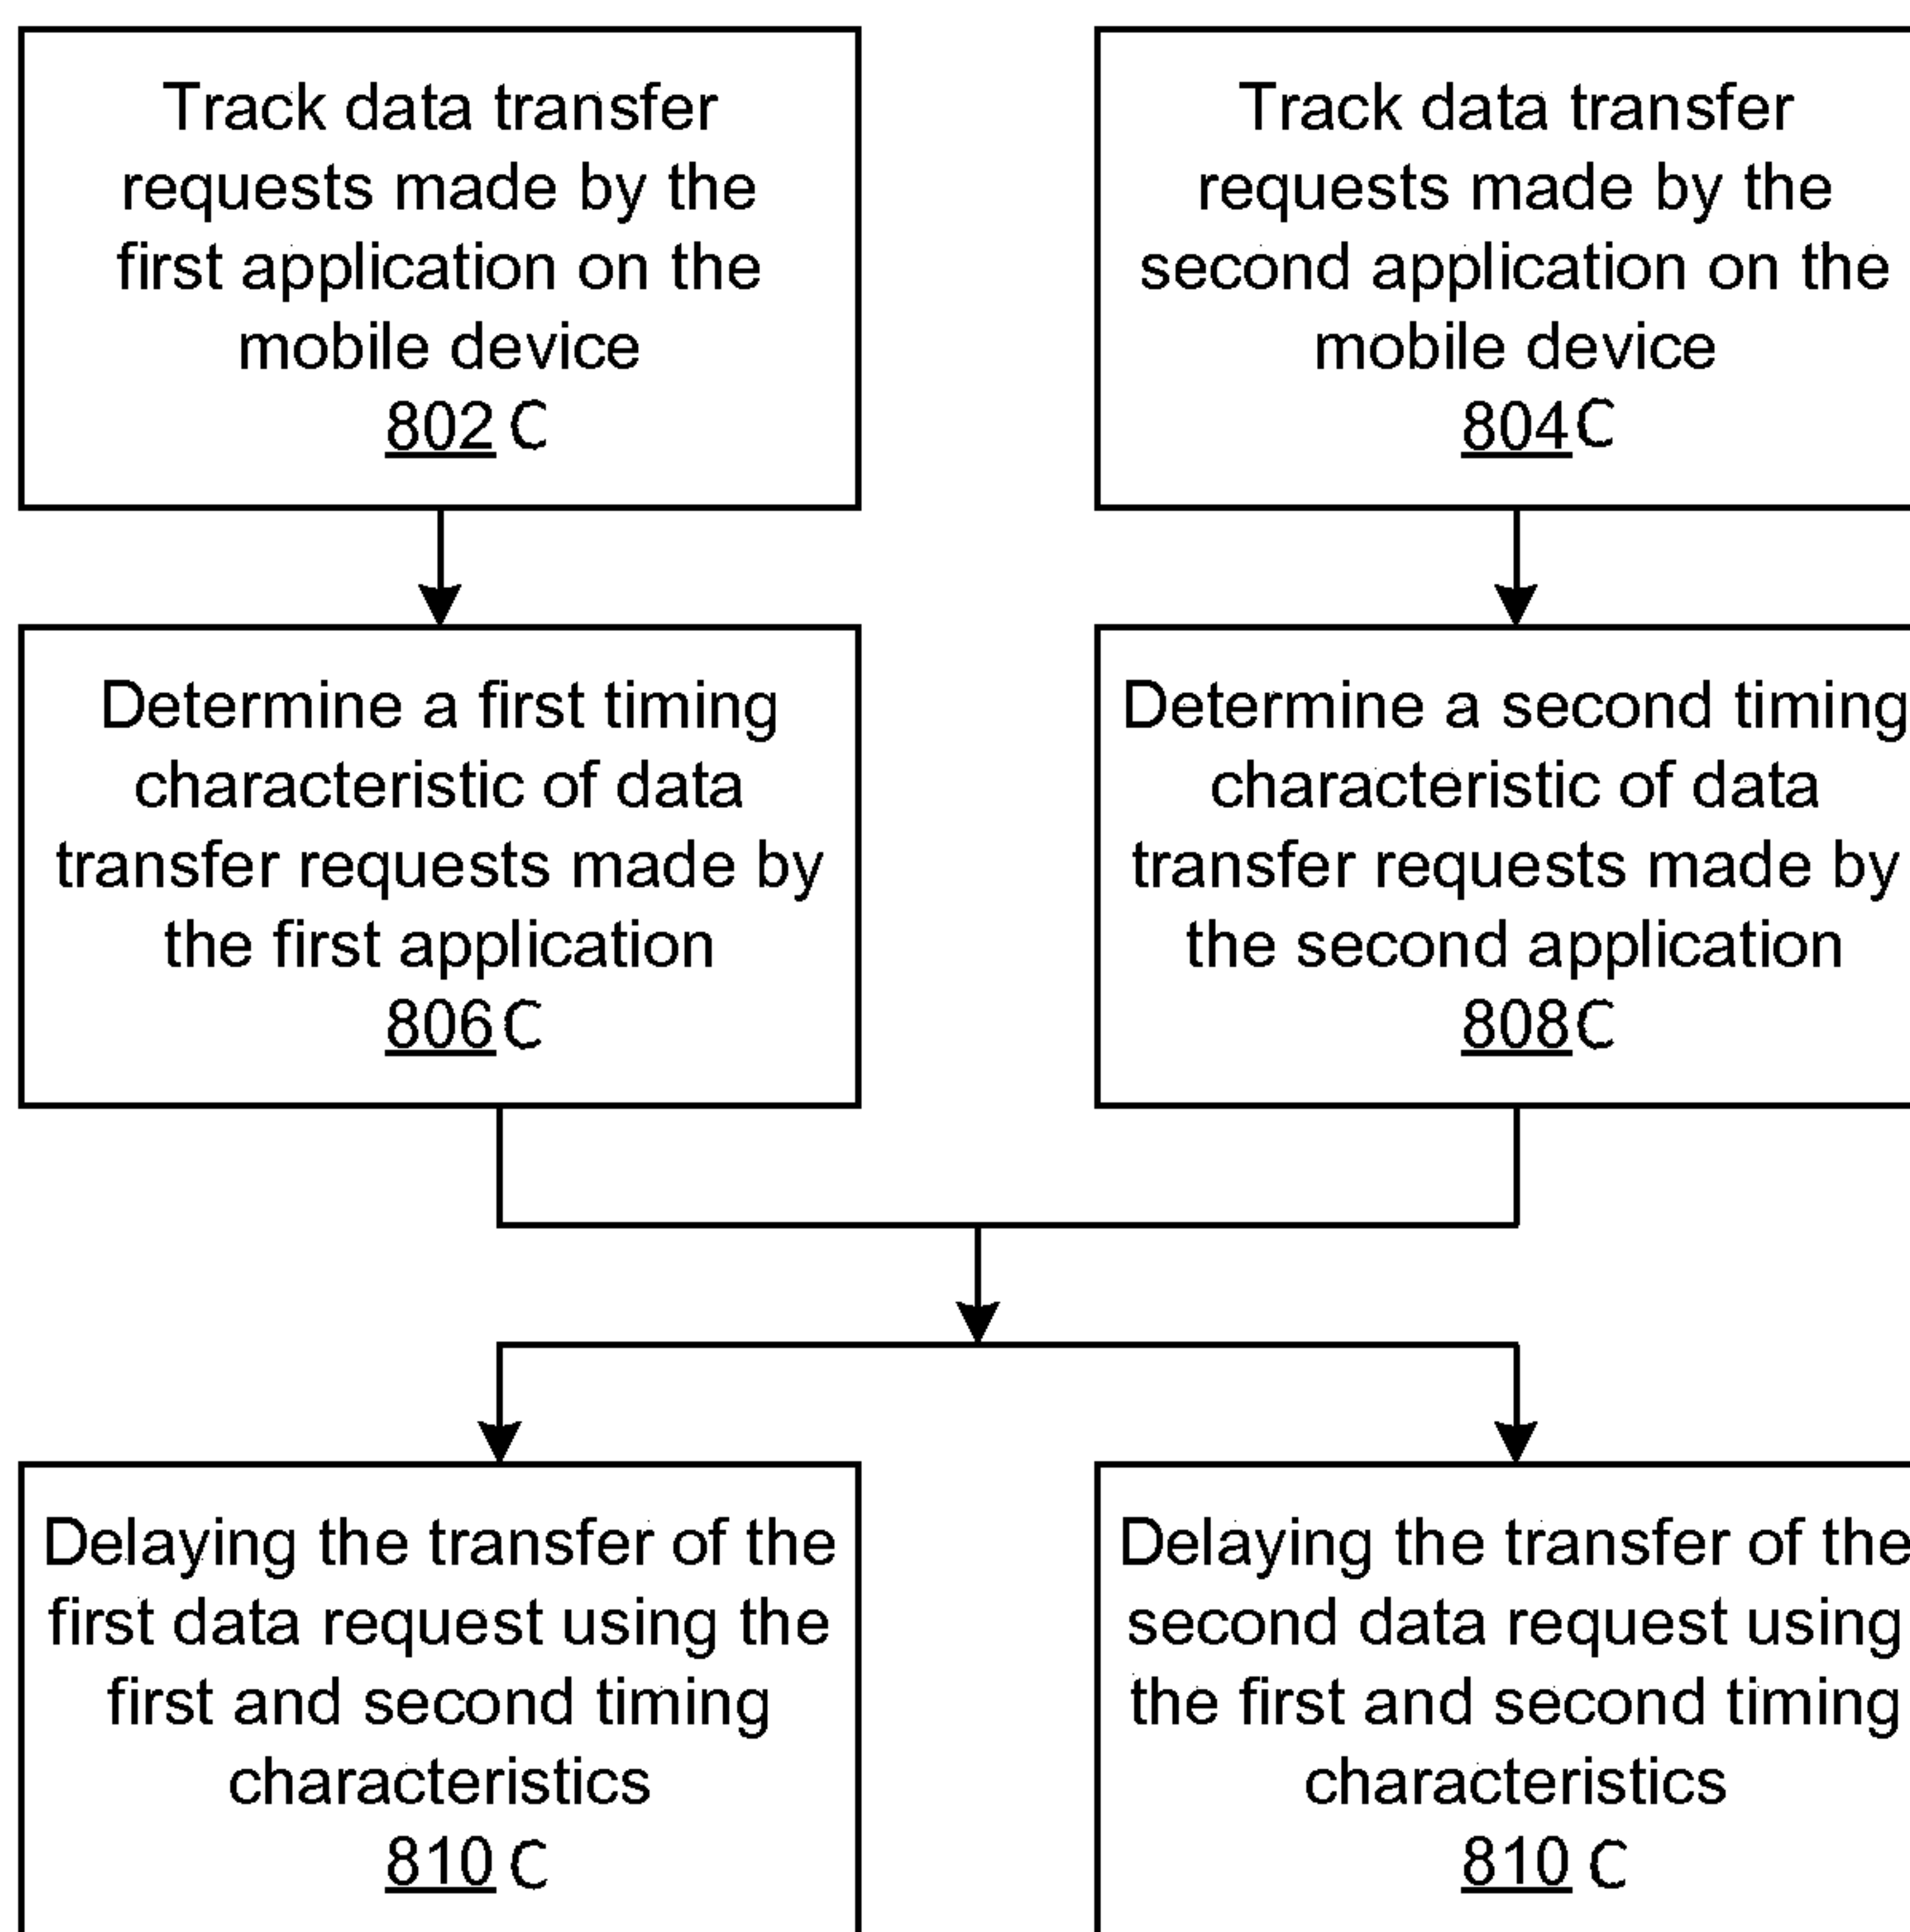 Track data transfer
requests made by the
first application on the
mobile device
802 C
Track data transfer
requests made by the
second application on the
mobile device
804 C
Determine a first timing
characteristic of data
transfer requests made by
the first application
806 C
Determine a second timing
characteristic of data
transfer requests made by
the second application
808 C
Delaying the transfer of the
first data request using the
first and second timing
characteristics
810 C
Delaying the transfer of the
second data request using
the first and second timing
characteristics
810 C